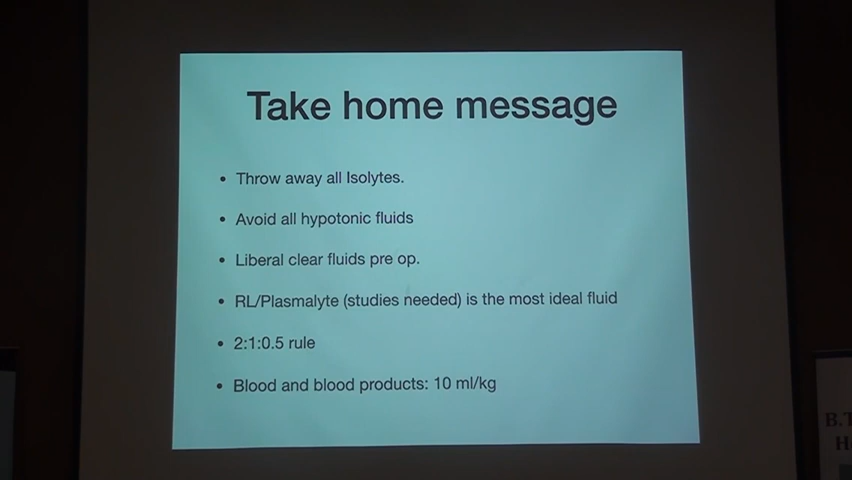 Take home message
• Throw away all Isolytes.
• Avoid all hypotonic fluids
• Liberal clear fluids pre op.
• RL/Plasmalyte (studies needed) is the most ideal fluid
• 2:1:0.5 rule
• Blood and blood products: 10 ml/kg